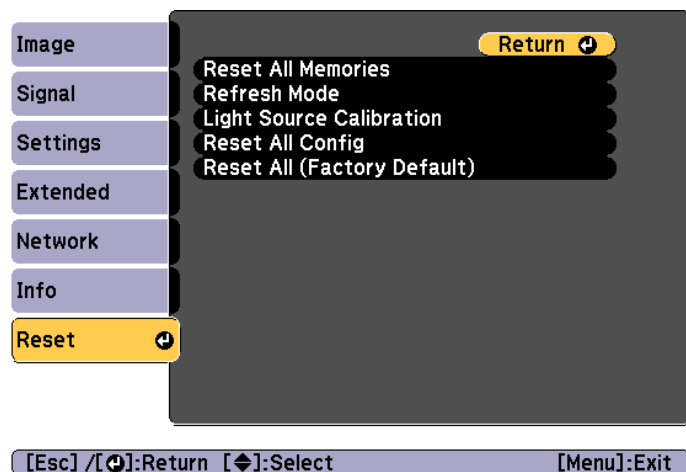 Image
Signal
Settings
Extended
Network
Info
Reset
Return
Reset All Memories
Refresh Mode
Light Source Calibration
Reset All Config
Reset All (Factory Default)
[Esc] /[⏎]:Return [◆]:Select [Menu]:Exit